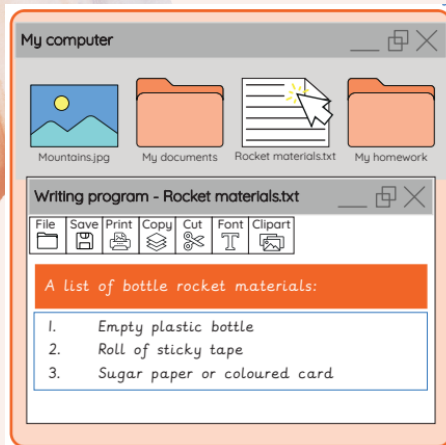 My computer
Mountains.jpg
My documents
Rocket materials.txt
My homework
Writing program - Rocket materials.txt
File Save Print Copy Cut Font Clipart
A list of bottle rocket materials:
1. Empty plastic bottle
2. Roll of sticky tape
3. Sugar paper or coloured card